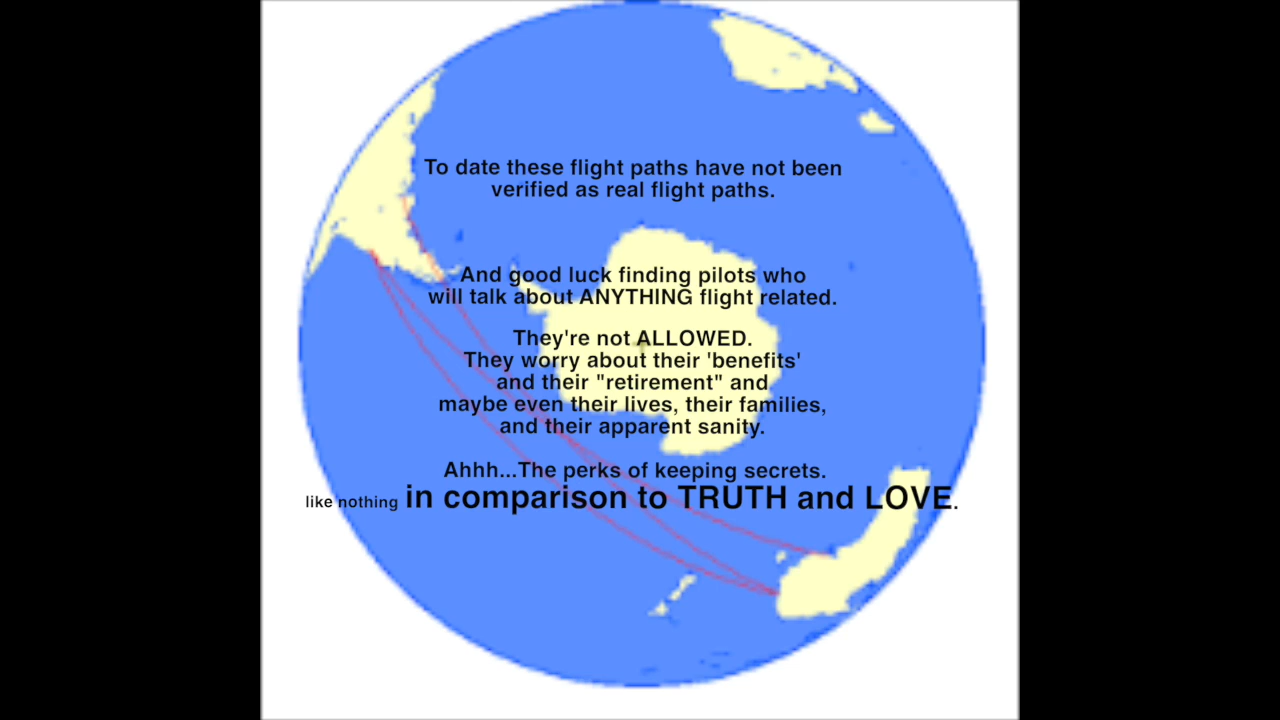 To date these flight paths have not been
verified as real flight paths.
And good luck finding pilots who
will talk about ANYTHING flight related.
They're not ALLOWED.
They worry about their 'benefits'
and their "retirement" and
maybe even their lives, their families,
and their apparent sanity.
Ahhh...The perks of keeping secrets.
like nothing in comparison to TRUTH and LOVE.